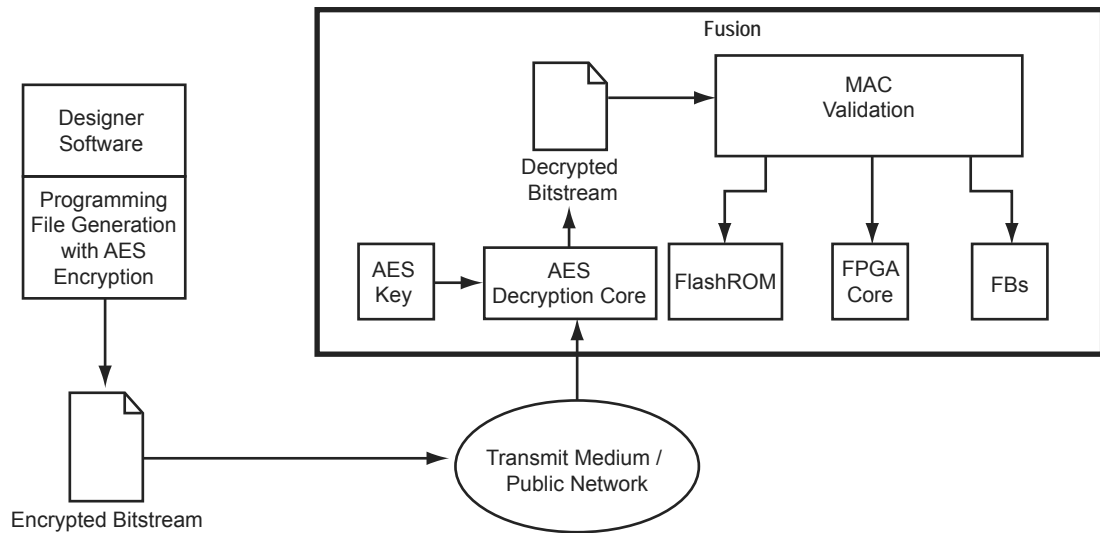 Fusion
Designer
Software
Programming
File Generation
with AES
Encryption
Encrypted Bitstream
Transmit Medium /
Public Network
AES
Key
AES
Decryption Core
Decrypted
Bitstream
MAC
Validation
FlashROM
FPGA
Core
FBs